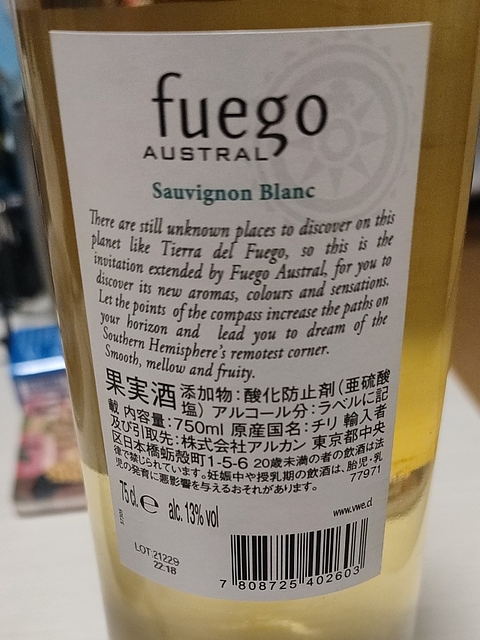 fuego
AUSTRAL
Sauvignon Blanc
There are still unknown places to discover on this
planet like Tierra del Fuego, so this is the
invitation extended by Fuego Austral, for you to
discover its new aromas, colours and sensations.
Let the points of the compass increase the paths on
your horizon and lead you to dream of the
Southern Hemisphere's remotest corner.
Smooth, mellow and fruity.
果実酒 添加物:酸化防止剤(亜硫酸
塩) アルコール分:ラベルに記
載 内容量:750ml 原産国名:チリ 輸入者
及び引取先:株式会社アルカン 東京都中央
区日本橋蛎殻町1-5-6 20歳未満の者の飲酒は法
律で禁じられています。妊娠中や授乳期の飲酒は、胎児・乳
児の発育に悪影響を与えるおそれがあります。
77971
75 cl. e alc. 13% vol
www.vwe.cl
LOT:21229
22:18
7 808725 402603